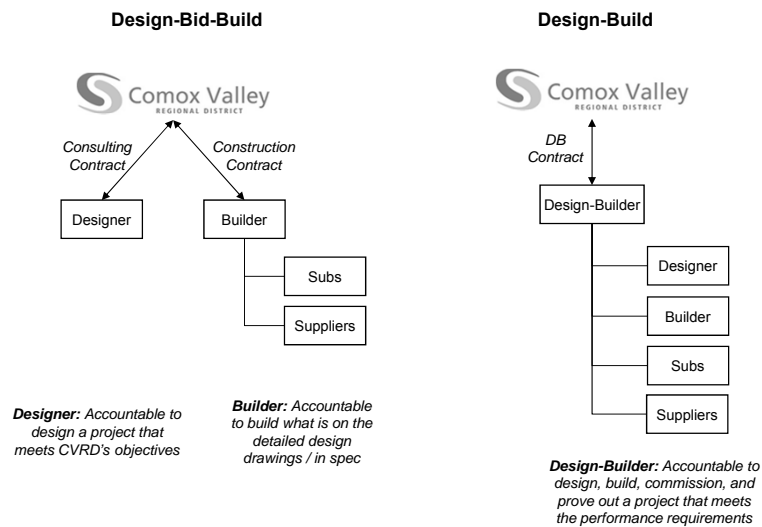 Design-Bid-Build
Comox Valley
REGIONAL DISTRICT
Consulting
Contract
Construction
Contract
Designer
Builder
Subs
Suppliers
Designer: Accountable to
design a project that
meets CVRD's objectives
Builder: Accountable
to build what is on the
detailed design
drawings / in spec
Design-Build
Comox Valley
REGIONAL DISTRICT
DB
Contract
Design-Builder
Designer
Builder
Subs
Suppliers
Design-Builder: Accountable to
design, build, commission, and
prove out a project that meets
the performance requirements